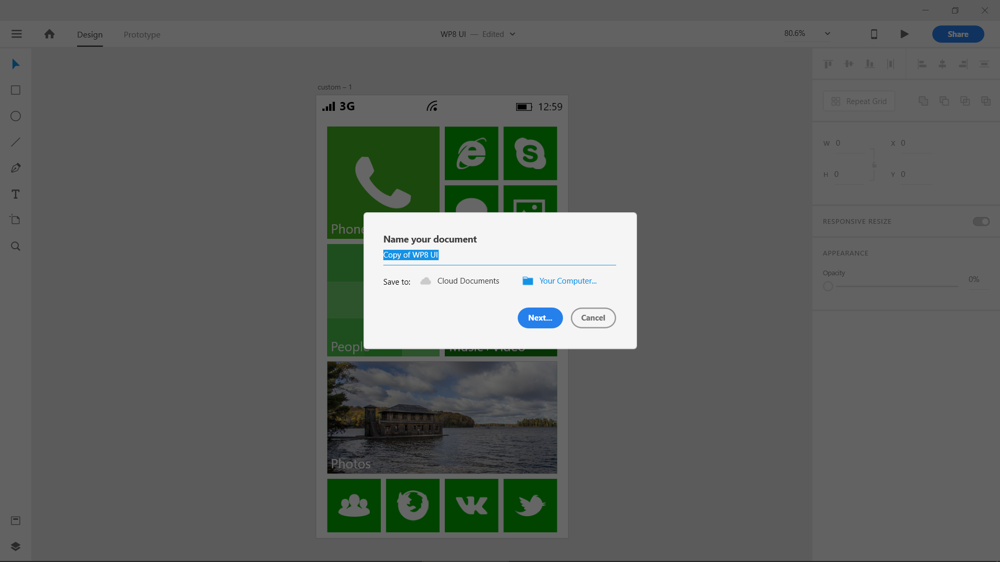 Design
Prototype
WP8 UI — Edited
80.6%
Share
custom – 1
3G
12:59
Repeat Grid
W 0
X 0
H 0
Y 0
RESPONSIVE RESIZE
APPEARANCE
Opacity
0%
Phone
Name your document
Copy of WP8 UI
Save to:
Cloud Documents
Your Computer...
Next...
Cancel
People
Music+Video
Photos